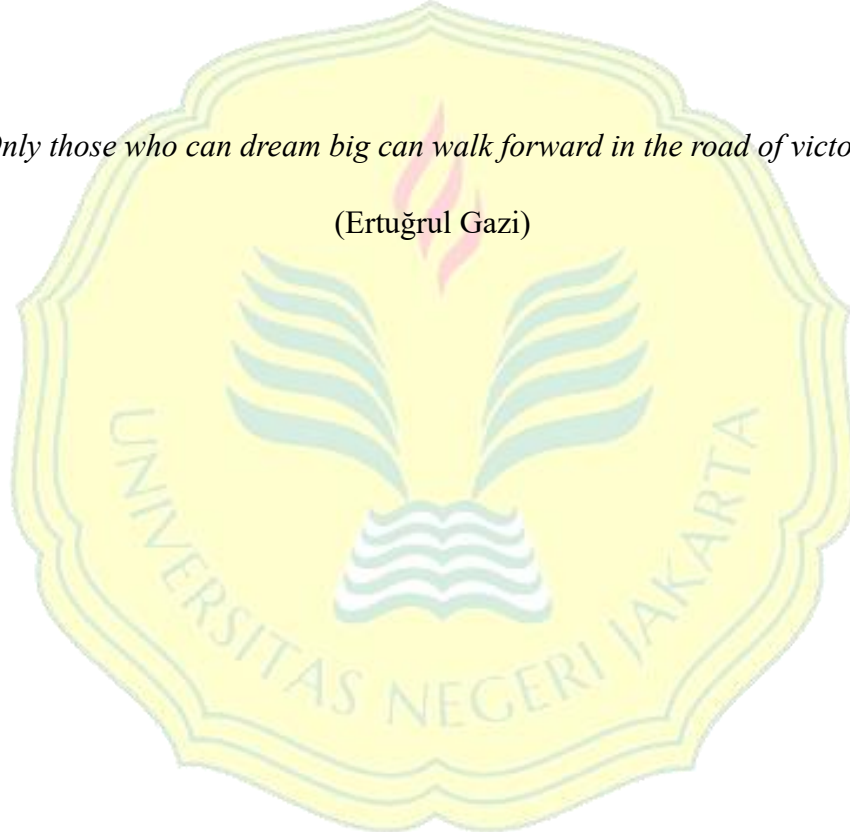 nly those who can dream big can walk forward in the road of victo
(Ertuğrul Gazi)
UNIVERSITAS NEGERI JAKARTA